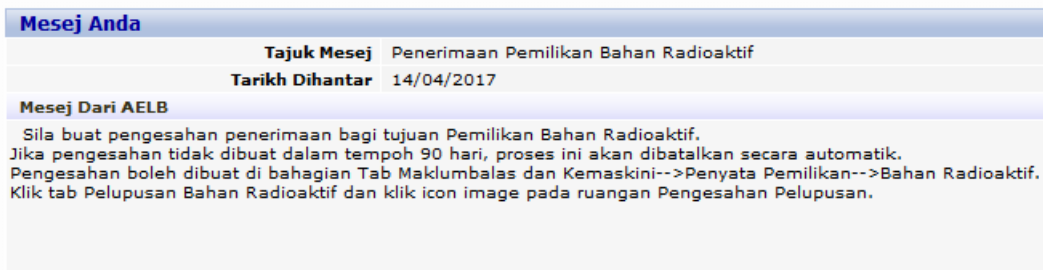 Mesej Anda
Tajuk Mesej Penerimaan Pemilikan Bahan Radioaktif
Tarikh Dihantar 14/04/2017
Mesej Dari AELB
Sila buat pengesahan penerimaan bagi tujuan Pemilikan Bahan Radioaktif.
Jika pengesahan tidak dibuat dalam tempoh 90 hari, proses ini akan dibatalkan secara automatik.
Pengesahan boleh dibuat di bahagian Tab Maklumbalas dan Kemaskini-->Penyata Pemilikan-->Bahan Radioaktif.
Klik tab Pelupusan Bahan Radioaktif dan klik icon image pada ruangan Pengesahan Pelupusan.